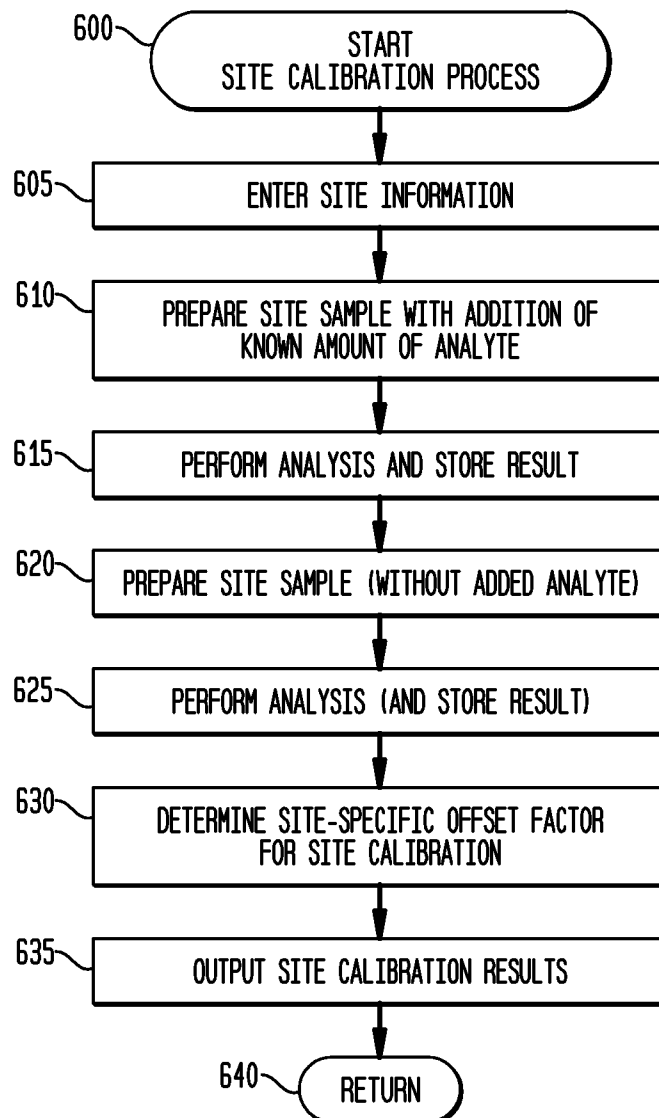 600
START
SITE CALIBRATION PROCESS
605
ENTER SITE INFORMATION
610
PREPARE SITE SAMPLE WITH ADDITION OF
KNOWN AMOUNT OF ANALYTE
615
PERFORM ANALYSIS AND STORE RESULT
620
PREPARE SITE SAMPLE (WITHOUT ADDED ANALYTE)
625
PERFORM ANALYSIS (AND STORE RESULT)
630
DETERMINE SITE-SPECIFIC OFFSET FACTOR
FOR SITE CALIBRATION
635
OUTPUT SITE CALIBRATION RESULTS
640
RETURN